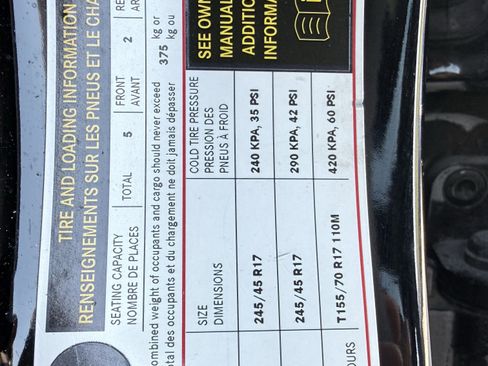 TIRE AND LOADING INFORMATION
RENSEIGNEMENTS SUR LES PNEUS ET LE CHA
SEATING CAPACITY
NOMBRE DE PLACES
TOTAL 5
FRONT
AVANT
2
RE
AR
ombined weight of occupants and cargo should never exceed
otal des occupants et du chargement ne doit jamais dépasser
375 kg or
kg ou
SEE OWN
MANUAL
ADDITIO
INFORMA
SIZE
DIMENSIONS
COLD TIRE PRESSURE
PRESSION DES
PNEUS À FROID
245/45 R17
240 KPA, 35 PSI
245/45 R17
290 KPA, 42 PSI
T155/70 R17 110M
420 KPA, 60 PSI
OURS